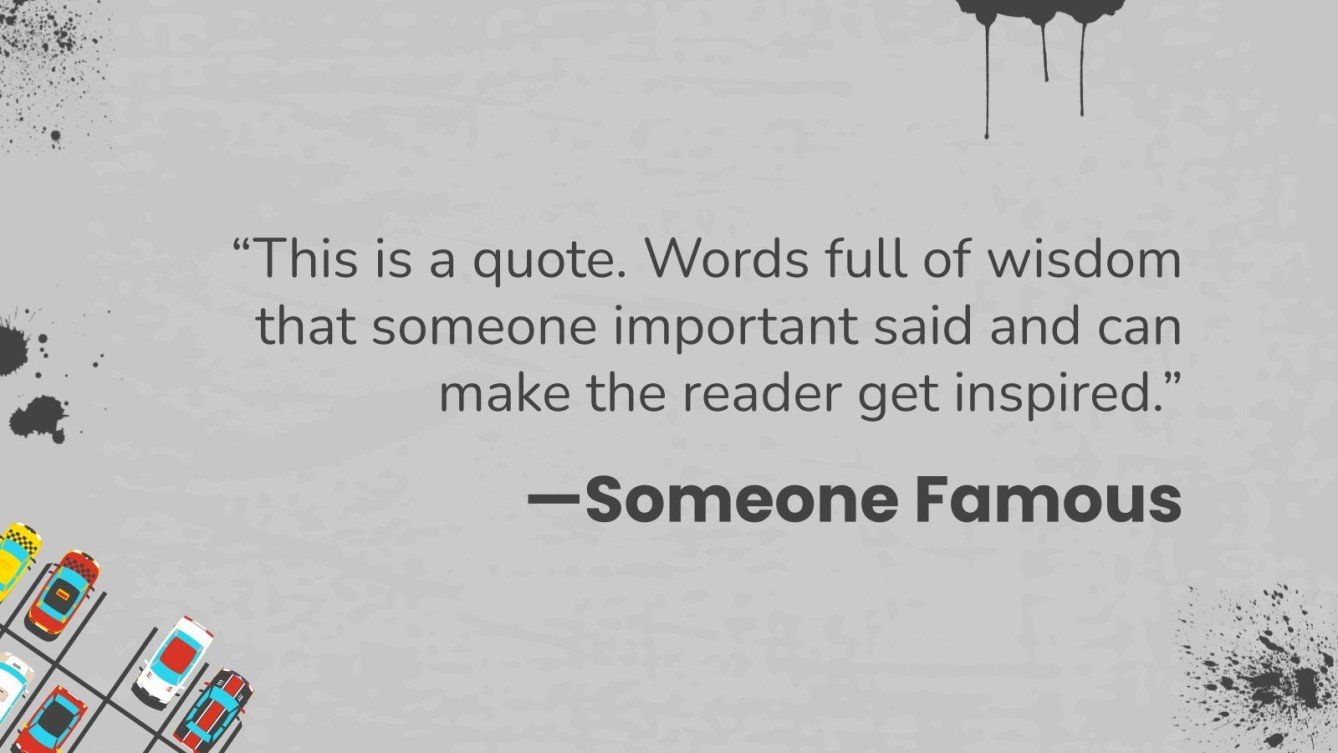 “This is a quote. Words full of wisdom
that someone important said and can
make the reader get inspired.”
—Someone Famous